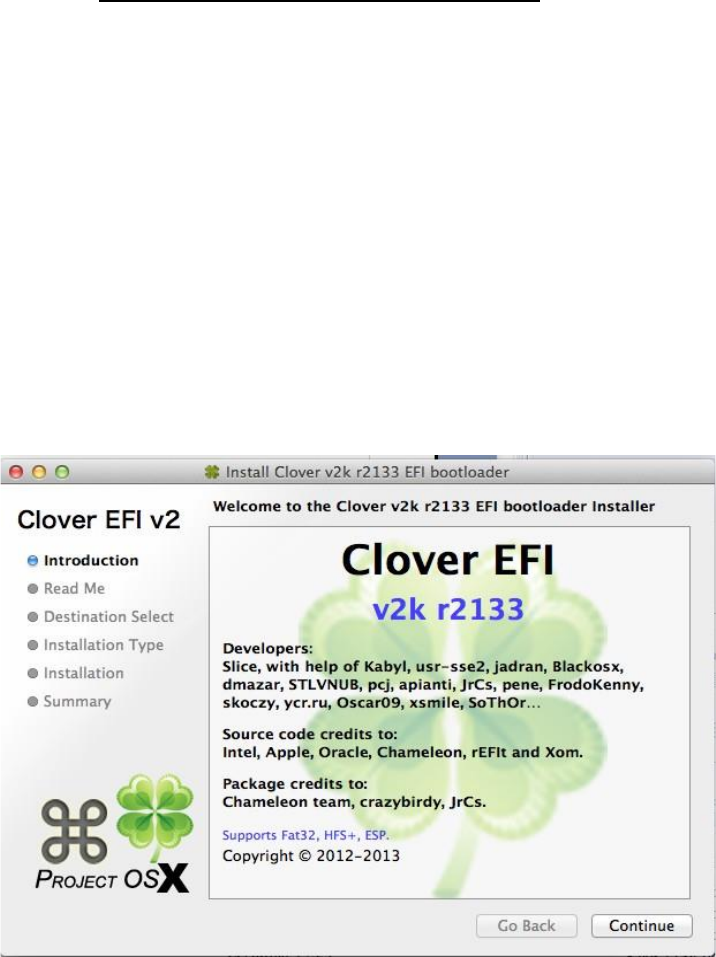 Install Clover v2k r2133 EFI bootloader
Welcome to the Clover v2k r2133 EFI bootloader Installer
Clover EFI v2
Introduction
Read Me
Destination Select
Installation Type
Installation
Summary
PROJECT OSX
Clover EFI
v2k r2133
Developers:
Slice, with help of Kabyl, usr-sse2, jadran, Blackosx,
dmazar, STLVNUB, pcj, apianti, JrCs, pene, FrodoKenny,
skoczy, ycr.ru, Oscar09, xsmile, SoThOr...
Source code credits to:
Intel, Apple, Oracle, Chameleon, rEFIt and Xom.
Package credits to:
Chameleon team, crazybirdy, JrCs.
Supports Fat32, HFS+, ESP.
Copyright © 2012-2013
Go Back
Continue